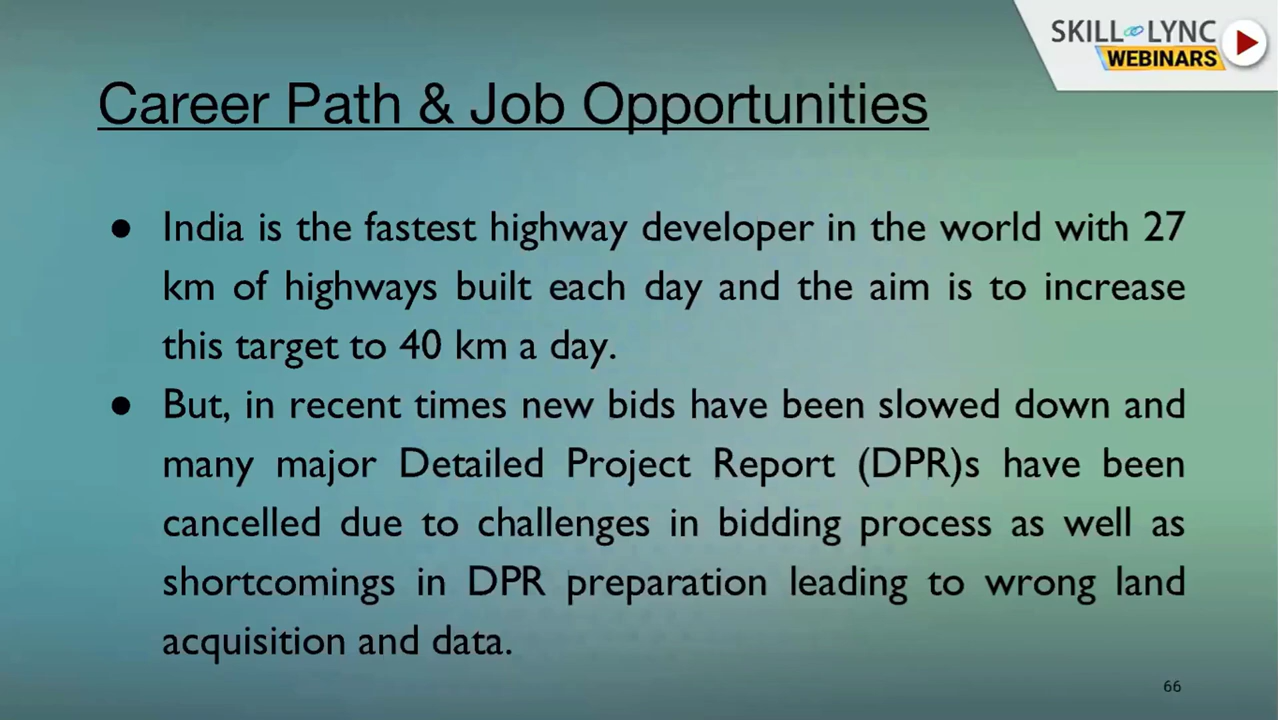 SKILL LYNC
WEBINARS
Career Path & Job Opportunities
● India is the fastest highway developer in the world with 27
km of highways built each day and the aim is to increase
this target to 40 km a day.
● But, in recent times new bids have been slowed down and
many major Detailed Project Report (DPR)s have been
cancelled due to challenges in bidding process as well as
shortcomings in DPR preparation leading to wrong land
acquisition and data.
66